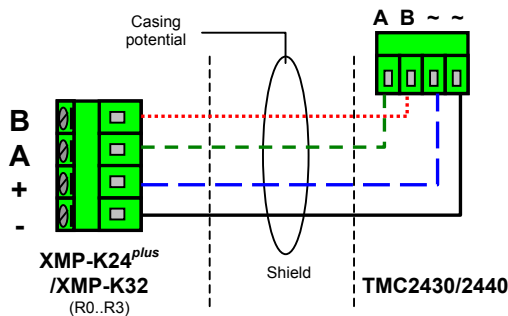 Casing
potential
A B ~ ~
B
A
+
-
Shield
XMP-K24plus
/XMP-K32
(R0..R3)
TMC2430/2440